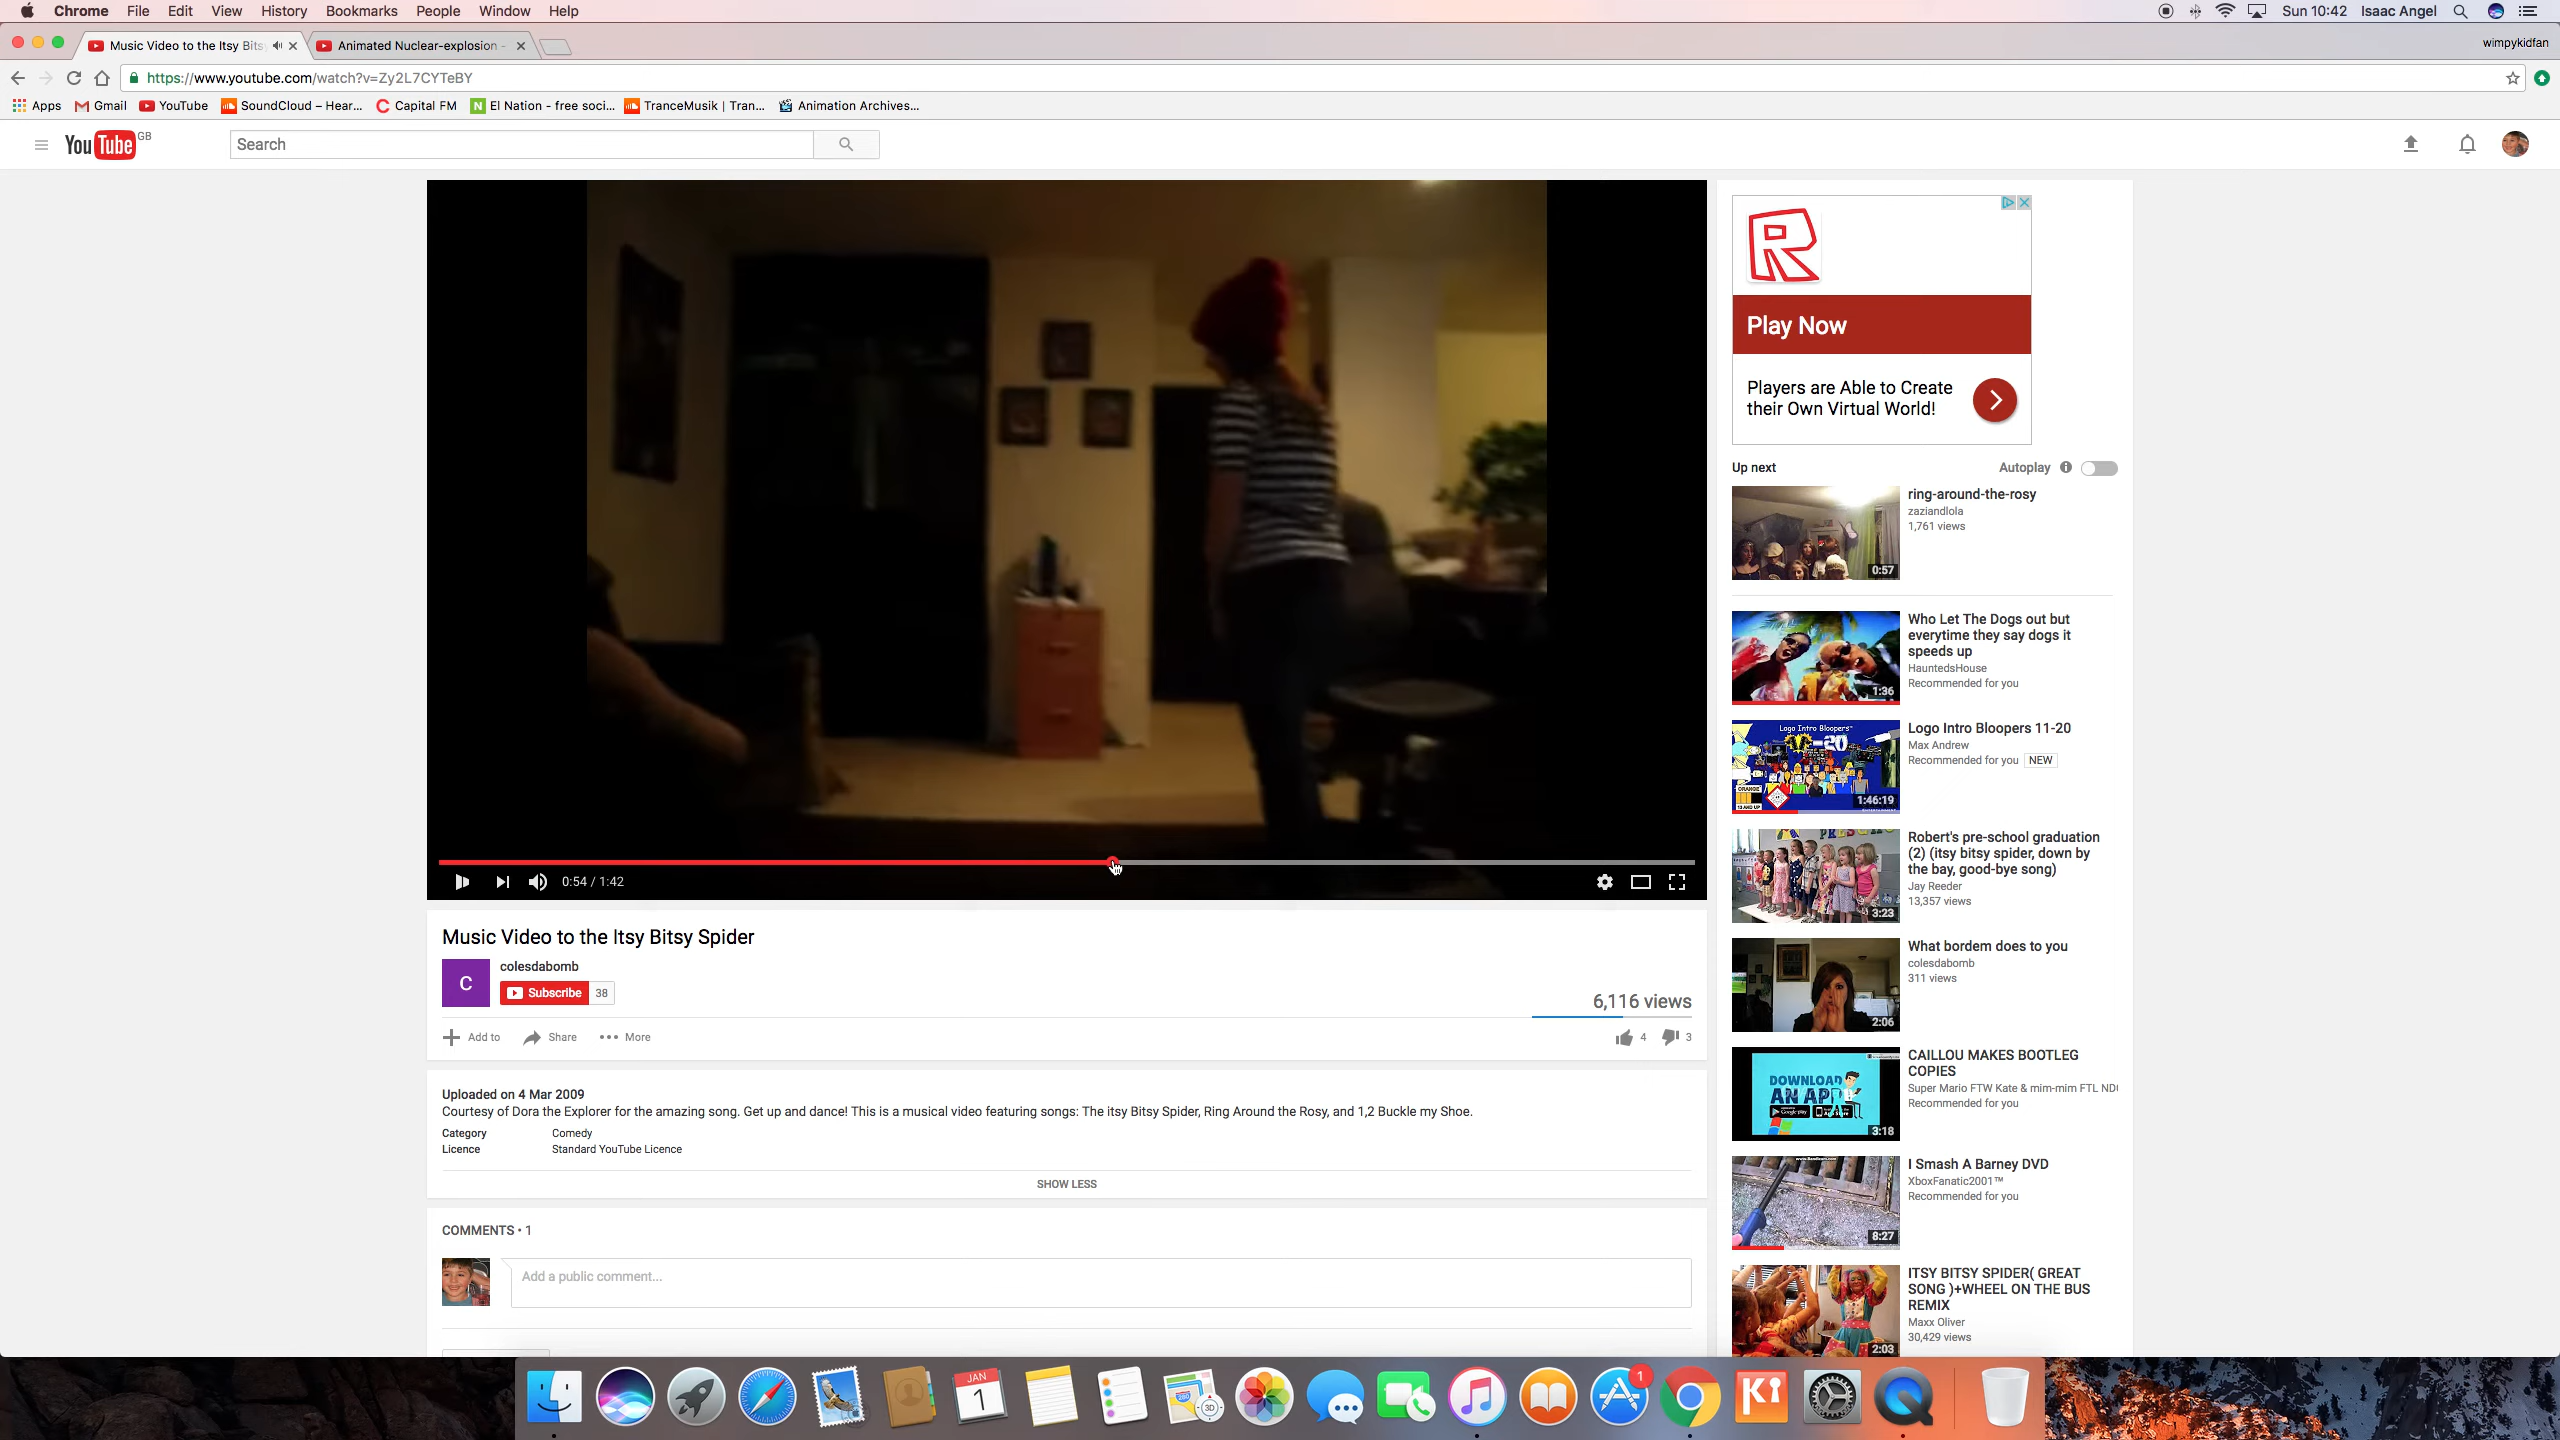 Chrome File Edit View History Bookmarks People Window Help
Sun 10:42 Isaac Angel
Music Video to the Itsy Bits
Animated Nuclear-explosion -
wimpykidfan
https://www.youtube.com/watch?v=Zy2L7CYTeBY
Apps Gmail YouTube SoundCloud – Hear... Capital FM El Nation - free soci... TranceMusik | Tran... Animation Archives...
YouTube GB
Search
R
Play Now
Players are Able to Create
their Own Virtual World!
Up next
Autoplay
ring-around-the-rosy
zaziandlola
1,761 views
0:57
Who Let The Dogs out but
everytime they say dogs it
speeds up
HauntedsHouse
Recommended for you
1:36
Logo Intro Bloopers 11-20
Max Andrew
Recommended for you NEW
Logo Intro Bloopers
11-20
ORANGE
1:46:19
Robert's pre-school graduation
(2) (itsy bitsy spider, down by
the bay, good-bye song)
Jay Reeder
13,357 views
3:23
What bordem does to you
colesdabomb
311 views
2:06
CAILLOU MAKES BOOTLEG
COPIES
Super Mario FTW Kate & mim-mim FTL ND
Recommended for you
DOWNLOAD
AN APP
Google play
3:18
I Smash A Barney DVD
XboxFanatic2001™
Recommended for you
8:27
ITSY BITSY SPIDER( GREAT
SONG )+WHEEL ON THE BUS
REMIX
Maxx Oliver
30,429 views
2:03
0:54 / 1:42
Music Video to the Itsy Bitsy Spider
C
colesdabomb
Subscribe 38
6,116 views
Add to Share More
4 3
Uploaded on 4 Mar 2009
Courtesy of Dora the Explorer for the amazing song. Get up and dance! This is a musical video featuring songs: The itsy Bitsy Spider, Ring Around the Rosy, and 1,2 Buckle my Shoe.
Category Comedy
Licence Standard YouTube Licence
SHOW LESS
COMMENTS • 1
Add a public comment...
JAN
1
3D
1
Ki